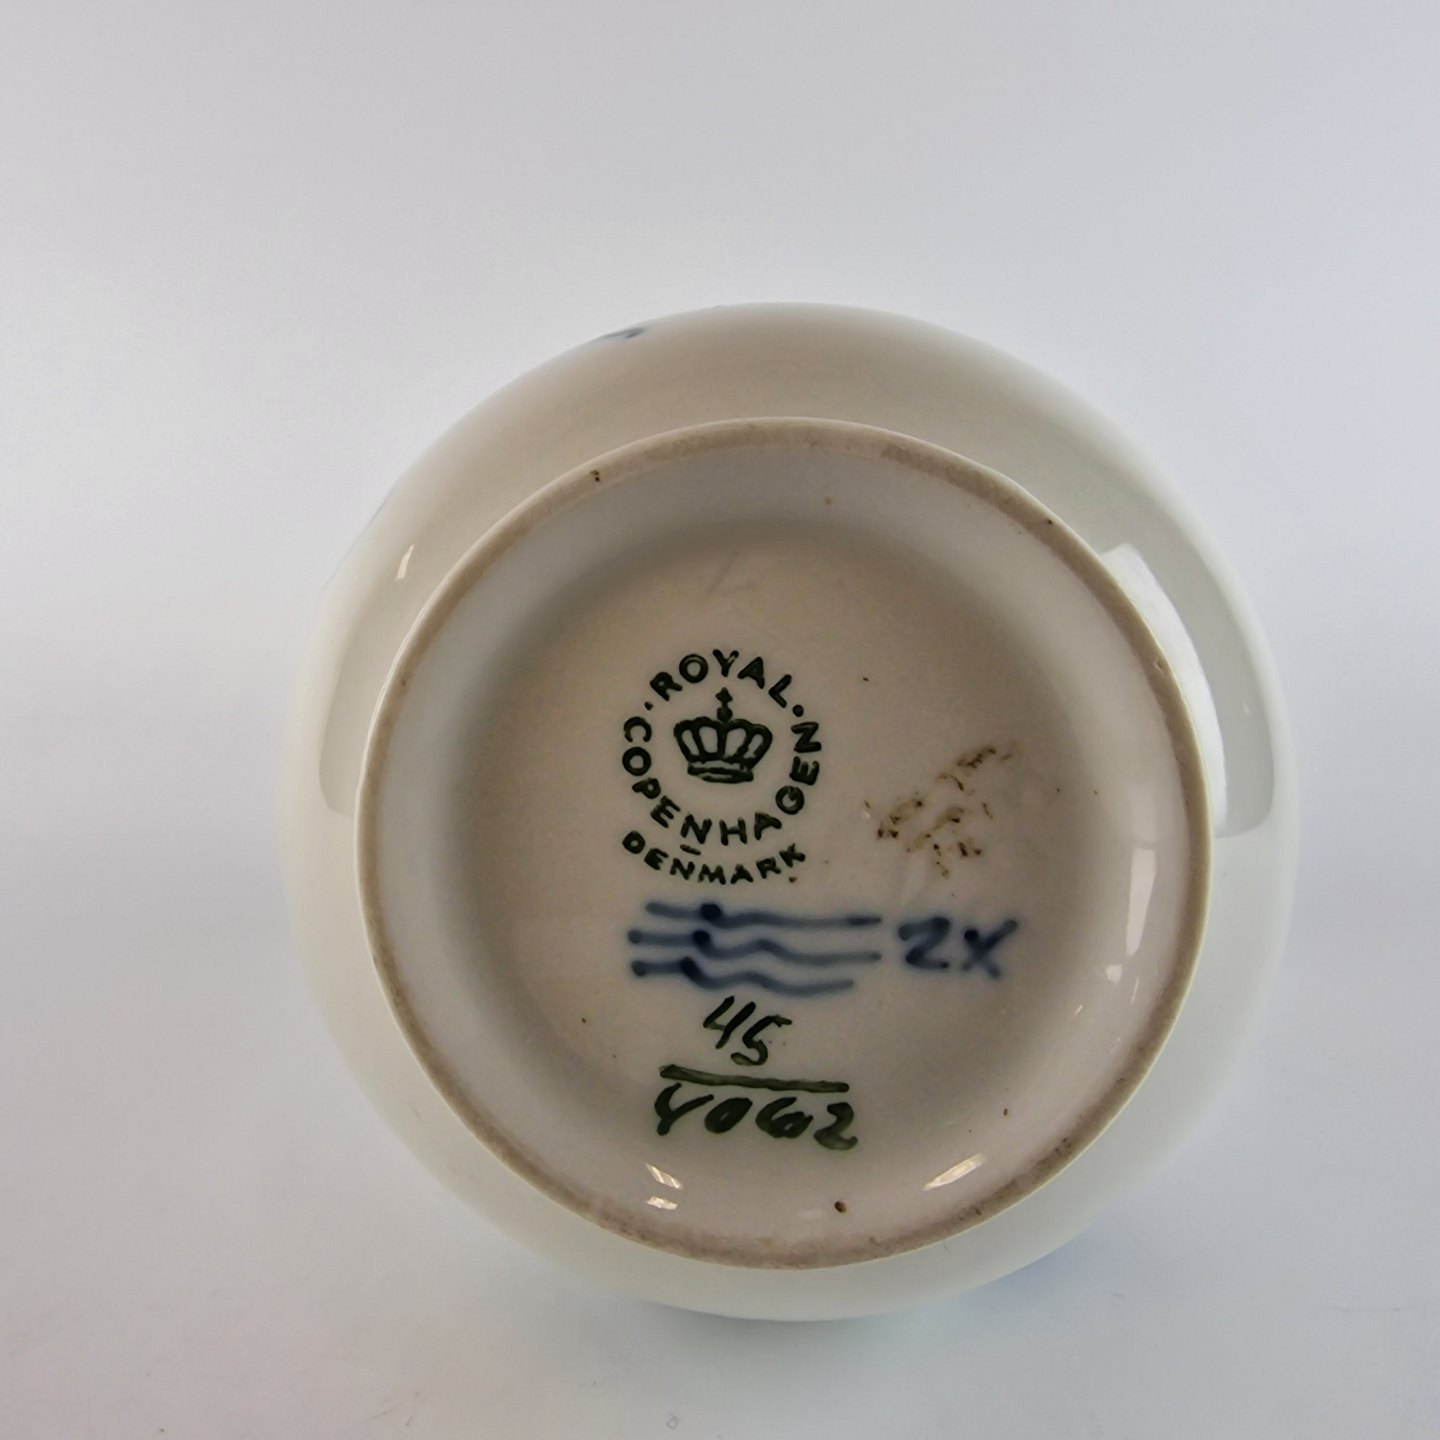 ROYAL
COPENHAGEN
DENMARK
2X
45
4062